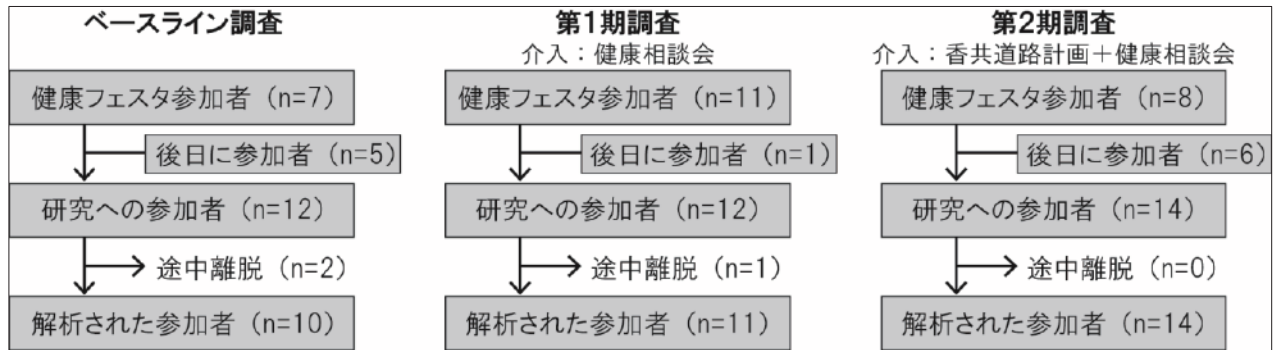 ベースライン調査
健康フェスタ参加者（n=7）
後日に参加者（n=5）
研究への参加者（n=12）
途中離脱（n=2）
解析された参加者（n=10）
第1期調査
介入：健康相談会
健康フェスタ参加者（n=11）
後日に参加者（n=1）
研究への参加者（n=12）
途中離脱（n=1）
解析された参加者（n=11）
第2期調査
介入：香共道路計画＋健康相談会
健康フェスタ参加者（n=8）
後日に参加者（n=6）
研究への参加者（n=14）
途中離脱（n=0）
解析された参加者（n=14）